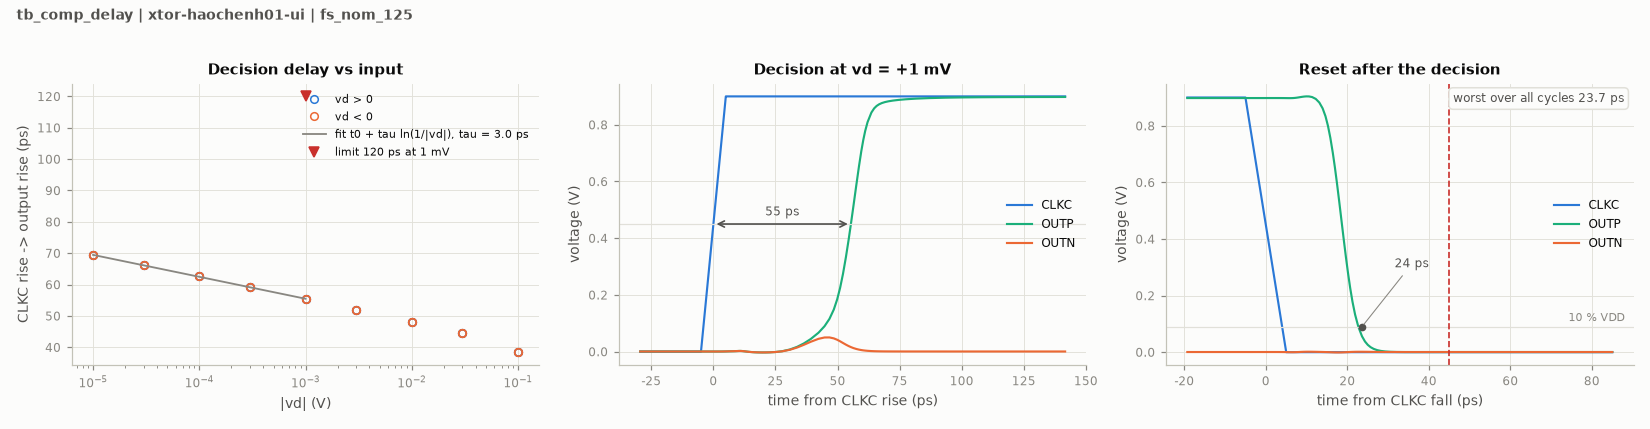 tb_comp_delay | xtor-haochenh01-ui | fs_nom_125
Decision delay vs input
CLKC rise -> output rise (ps)
120
110
100
90
80
70
60
50
40
vd > 0
vd < 0
fit t0 + tau ln(1/|vd|), tau = 3.0 ps
limit 120 ps at 1 mV
10⁻⁵
10⁻⁴
10⁻³
10⁻²
10⁻¹
|vd| (V)
Decision at vd = +1 mV
voltage (V)
0.8
0.6
0.4
0.2
0.0
55 ps
CLKC
OUTP
OUTN
-25
0
25
50
75
100
125
150
time from CLKC rise (ps)
Reset after the decision
voltage (V)
0.8
0.6
0.4
0.2
0.0
worst over all cycles 23.7 ps
CLKC
OUTP
OUTN
24 ps
10 % VDD
-20
0
20
40
60
80
time from CLKC fall (ps)